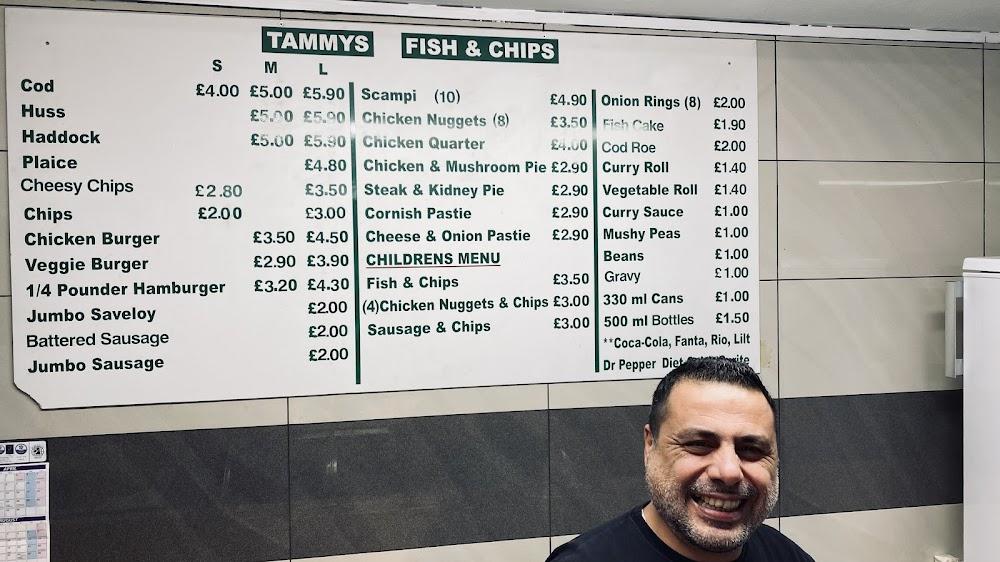 TAMMYS FISH & CHIPS
S M L
Cod £4.00 £5.00 £5.90
Huss £5.00 £5.90
Haddock £5.00 £5.90
Plaice £4.80
Cheesy Chips £2.80 £3.50
Chips £2.00 £3.00
Chicken Burger £3.50 £4.50
Veggie Burger £2.90 £3.90
1/4 Pounder Hamburger £3.20 £4.30
Jumbo Saveloy £2.00
Battered Sausage £2.00
Jumbo Sausage £2.00
Scampi (10) £4.90
Chicken Nuggets (8) £3.50
Chicken Quarter £4.00
Chicken & Mushroom Pie £2.90
Steak & Kidney Pie £2.90
Cornish Pastie £2.90
Cheese & Onion Pastie £2.90
CHILDRENS MENU
Fish & Chips £3.50
(4)Chicken Nuggets & Chips £3.00
Sausage & Chips £3.00
Onion Rings (8) £2.00
Fish Cake £1.90
Cod Roe £2.00
Curry Roll £1.40
Vegetable Roll £1.40
Curry Sauce £1.00
Mushy Peas £1.00
Beans £1.00
Gravy £1.00
330 ml Cans £1.00
500 ml Bottles £1.50
**Coca-Cola, Fanta, Rio, Lilt
Dr Pepper Diet
APRIL